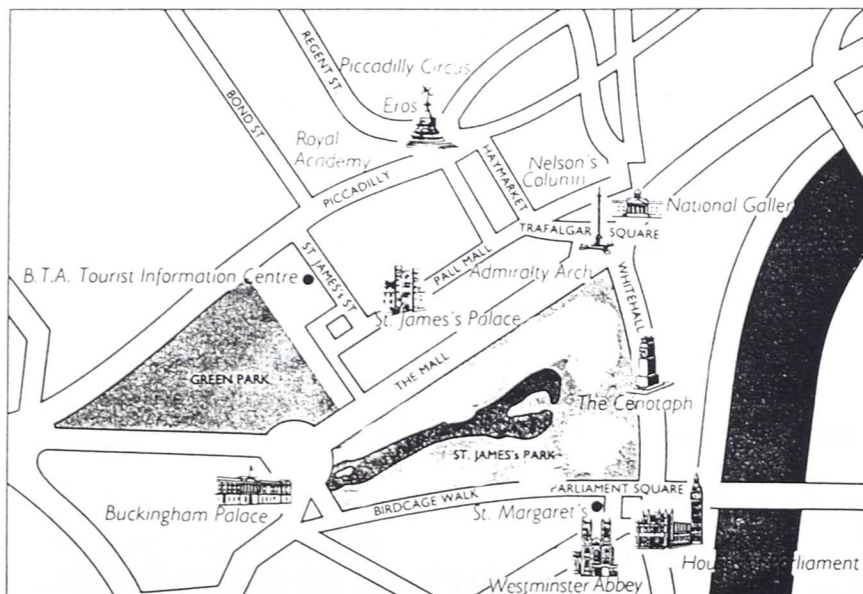 REGENT ST
Piccadilly Circus
BOND ST
Eros
Royal
Academy
HAYMARKET
Nelson's
Column
PICCADILLY
National Galler
TRAFALGAR SQUARE
ST. JAMES'S ST
PALL MALL
B.T.A. Tourist Information Centre
Admiralty Arch
WHITEHALL
St. James's Palace
THE MALL
GREEN PARK
The Cenotaph
ST. JAMES'S PARK
PARLIAMENT SQUARE
BIRDCAGE WALK
Buckingham Palace
St. Margaret's
Westminster Abbey